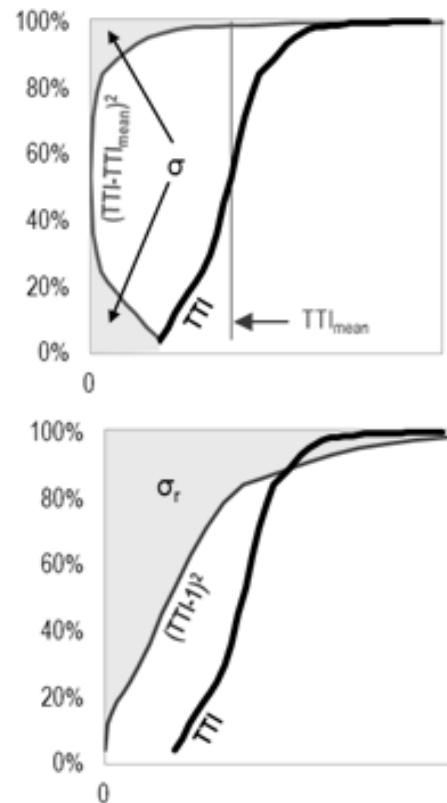 100%
80%
60%
40%
20%
0%
0
(TTI-TTImean)²
σ
TTI
TTImean
100%
80%
60%
40%
20%
0%
0
σr
(TTI-1)²
TTI